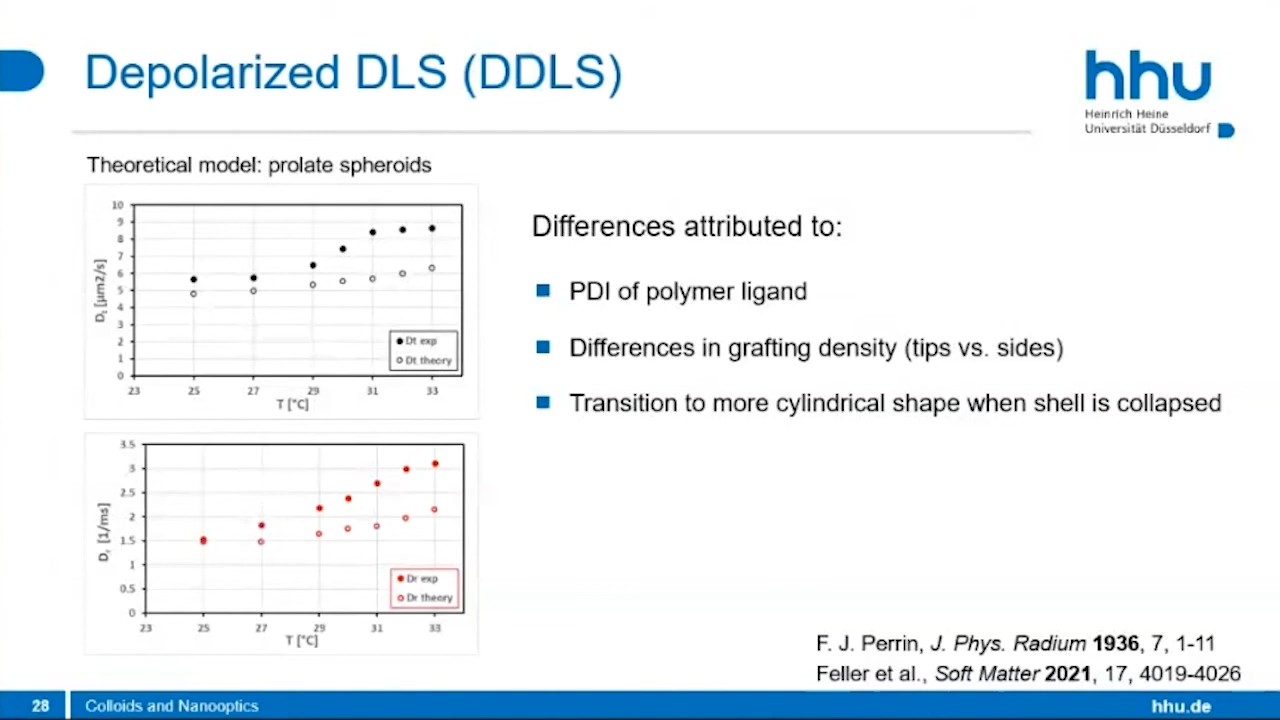 Depolarized DLS (DDLS)
hhu
Heinrich Heine
Universität Düsseldorf
Theoretical model: prolate spheroids
10
9
8
7
6
5
4
3
2
1
0
Dt [µm2/s]
Dt exp
Dt theory
23 25 27 29 31 33
T [°C]
3.5
3
2.5
2
1.5
1
0.5
0
Dr [1/ms]
Dr exp
Dr theory
23 25 27 29 31 33
T [°C]
Differences attributed to:
PDI of polymer ligand
Differences in grafting density (tips vs. sides)
Transition to more cylindrical shape when shell is collapsed
F. J. Perrin, J. Phys. Radium 1936, 7, 1-11
Feller et al., Soft Matter 2021, 17, 4019-4026
28 Colloids and Nanooptics hhu.de